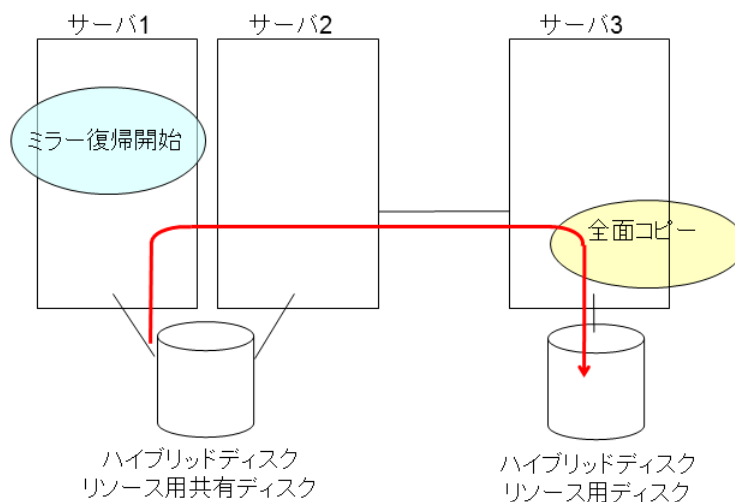 サーバ1
サーバ2
サーバ3
ミラー復帰開始
全面コピー
ハイブリッドディスク
リソース用共有ディスク
ハイブリッドディスク
リソース用ディスク